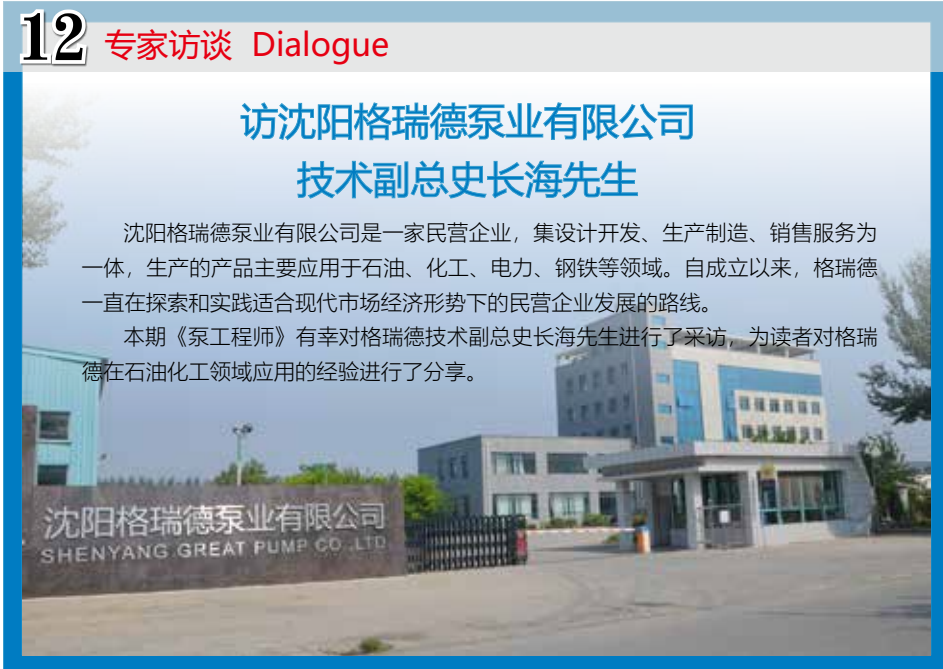 12 专家访谈 Dialogue
访沈阳格瑞德泵业有限公司
技术副总史长海先生
沈阳格瑞德泵业有限公司是一家民营企业，集设计开发、生产制造、销售服务为
一体，生产的产品主要应用于石油、化工、电力、钢铁等领域。自成立以来，格瑞德
一直在探索和实践适合现代市场经济形势下的民营企业发展的路线。
本期《泵工程师》有幸对格瑞德技术副总史长海先生进行了采访，为读者对格瑞
德在石油化工领域应用的经验进行了分享。
沈阳格瑞德泵业有限公司
SHENYANG GREAT PUMP CO .,LTD